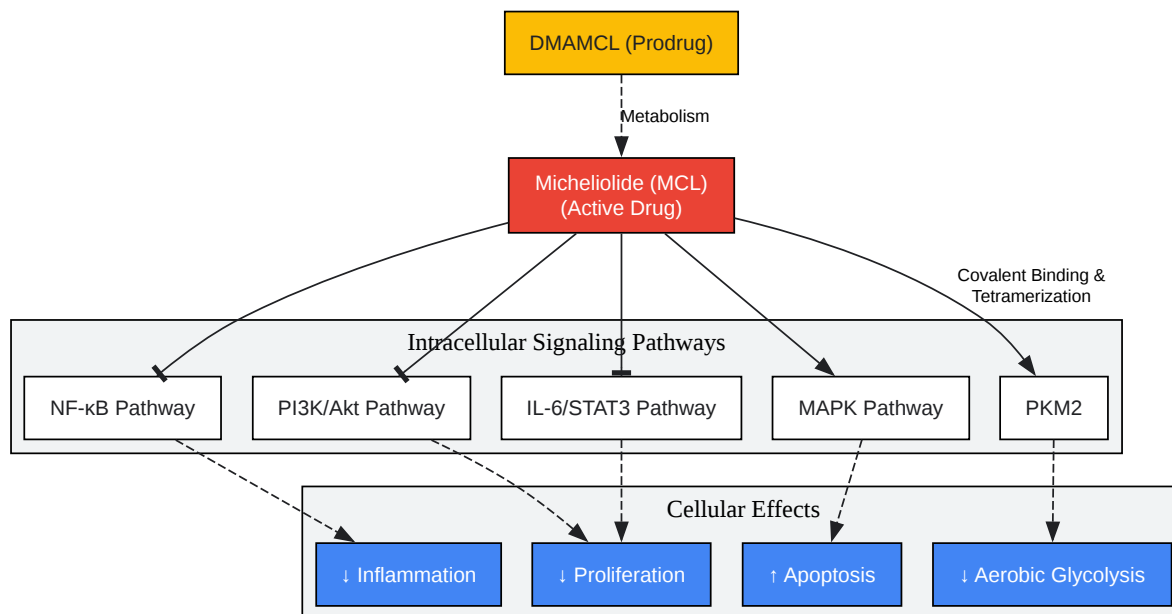 DMAMCL (Prodrug)
Metabolism
Micheliolide (MCL)
(Active Drug)
Covalent Binding &
Tetramerization
Intracellular Signaling Pathways
NF-κB Pathway
PI3K/Akt Pathway
IL-6/STAT3 Pathway
MAPK Pathway
PKM2
Cellular Effects
↓ Inflammation
↓ Proliferation
↑ Apoptosis
↓ Aerobic Glycolysis